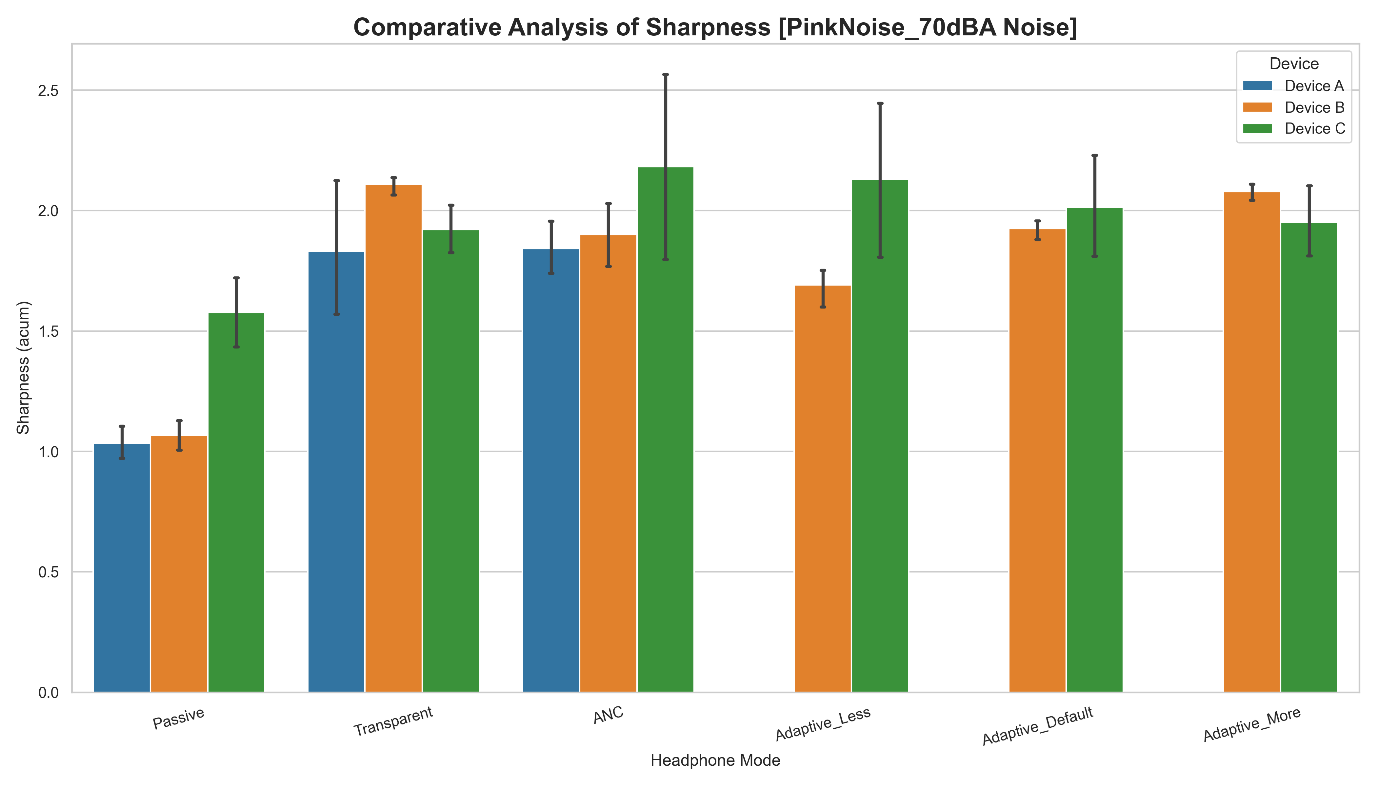 Comparative Analysis of Sharpness [PinkNoise_70dBA Noise]
Device
Device A
Device B
Device C
Sharpness (acum)
2.5
2.0
1.5
1.0
0.5
0.0
Passive
Transparent
ANC
Adaptive_Less
Adaptive_Default
Adaptive_More
Headphone Mode